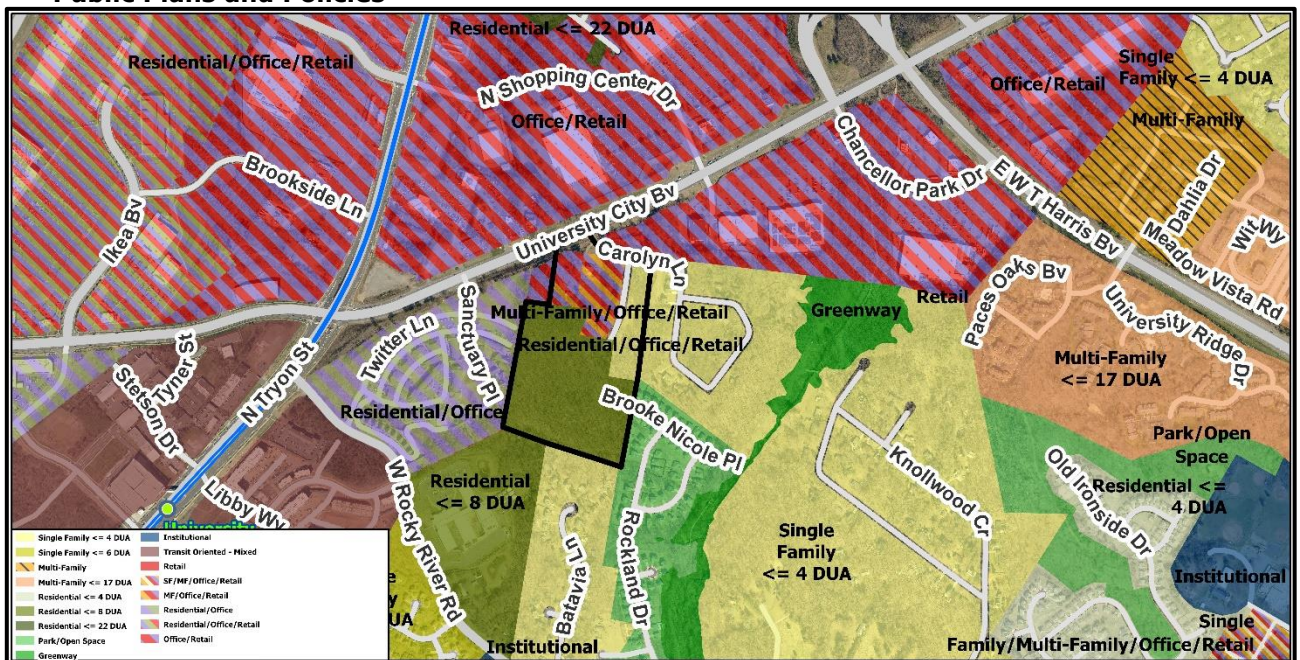 Public Plans and Policies
Residential <= 22 DUA
Residential/Office/Retail
N Shopping Center Dr
Office/Retail
Office/Retail
Single
Family <= 4 DUA
Multi-Family
Chancellor Park Dr
E W T Harris Bv
Dahlia Dr
Meadow Vista Rd
Wit Wy
Brookside Ln
Ikea Bv
University City Bv
Carolyn Ln
Greenway
Retail
Paces Oaks Bv
University Ridge Dr
Multi-Family
<= 17 DUA
Multi-Family/Office/Retail
Residential/Office/Retail
Sanctuary Pl
Twitter Ln
Tyner St
Stetson Dr
N Tryon St
Residential/Office
Brooke Nicole Pl
Knollwood Cr
Park/Open
Space
Residential <=
4 DUA
Old Ironside Dr
Residential
<= 8 DUA
Libby Wy
University
W Rocky River Rd
Batavia Ln
Rockland Dr
Single
Family
<= 4 DUA
Institutional
Institutional
Single
Family/Multi-Family/Office/Retail
Single Family <= 4 DUA
Single Family <= 6 DUA
Multi-Family
Multi-Family <= 17 DUA
Residential <= 4 DUA
Residential <= 8 DUA
Residential <= 22 DUA
Park/Open Space
Greenway
Institutional
Transit Oriented - Mixed
Retail
SF/MF/Office/Retail
MF/Office/Retail
Residential/Office
Residential/Office/Retail
Office/Retail